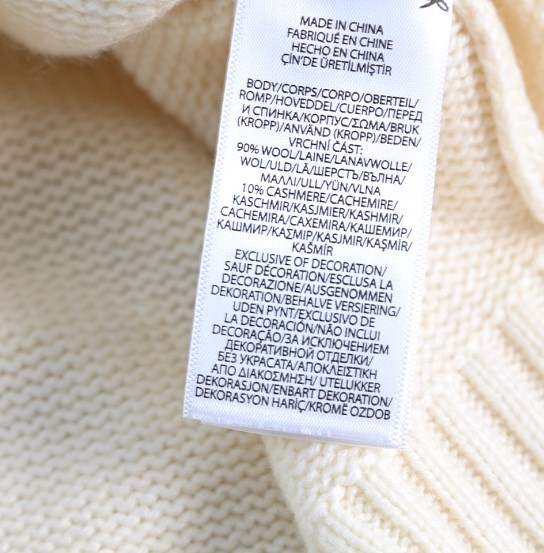 MADE IN CHINA
FABRIQUÉ EN CHINE
HECHO EN CHINA
ÇİN'DE ÜRETİLMİŞTİR
BODY/CORPS/CORPO/OBERTEIL/
ROMP/HOVEDDEL/CUERPO/ПЕРЕД
И СПИНКА/КОРПУС/ΣΩΜΑ/BRUK
(KROPP)/ANVÄND (KROPP)/BEDEN/
VRCHNÍ ČÁST:
90% WOOL/LAINE/LANAVWOLLE/
WOL/ULD/LÃ/ШЕРСТЬ/ВЪЛНА/
ΜΑΛΛΙ/ULL/YÜN/VLNA
10% CASHMERE/CACHEMIRE/
KASCHMIR/KASJMIER/KASHMIR/
CACHEMIRA/CAXEMIRA/КАШЕМИР/
КАШМИР/ΚΑΣΜΙΡ/KASJMIR/KAŞMİR/
KAŠMÍR
EXCLUSIVE OF DECORATION/
SAUF DÉCORATION/ESCLUSA LA
DECORAZIONE/AUSGENOMMEN
DEKORATION/BEHALVE VERSIERING/
UDEN PYNT/EXCLUSIVO DE
LA DECORACIÓN/NÃO INCLUI
DECORAÇÃO/ЗА ИСКЛЮЧЕНИЕМ
ДЕКОРАТИВНОЙ ОТДЕЛКИ/
БЕЗ УКРАСАТА/ΑΠΟΚΛΕΙΣΤΙΚΗ
ΑΠΟ ΔΙΑΚΟΣΜΗΣΗ/ UTELUKKER
DEKORASJON/ENBART DEKORATION/
DEKORASYON HARİÇ/KROMĚ OZDOB